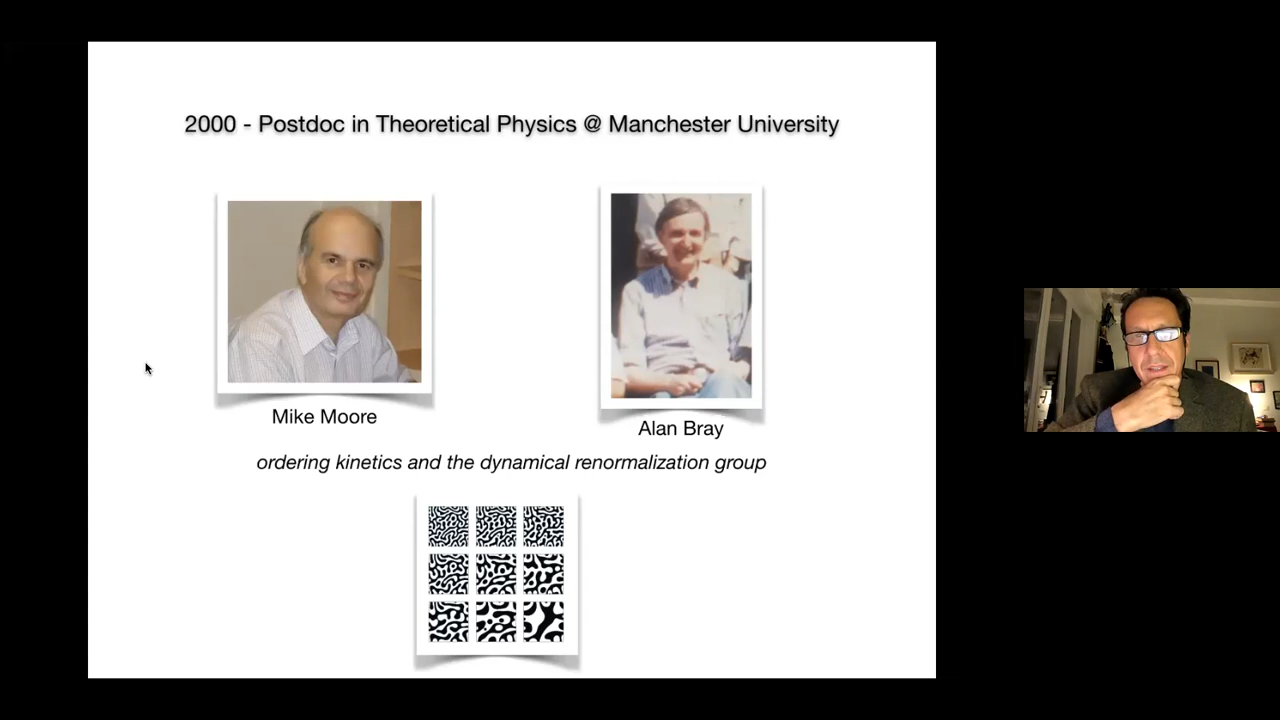 2000 - Postdoc in Theoretical Physics @ Manchester University
Mike Moore
Alan Bray
ordering kinetics and the dynamical renormalization group